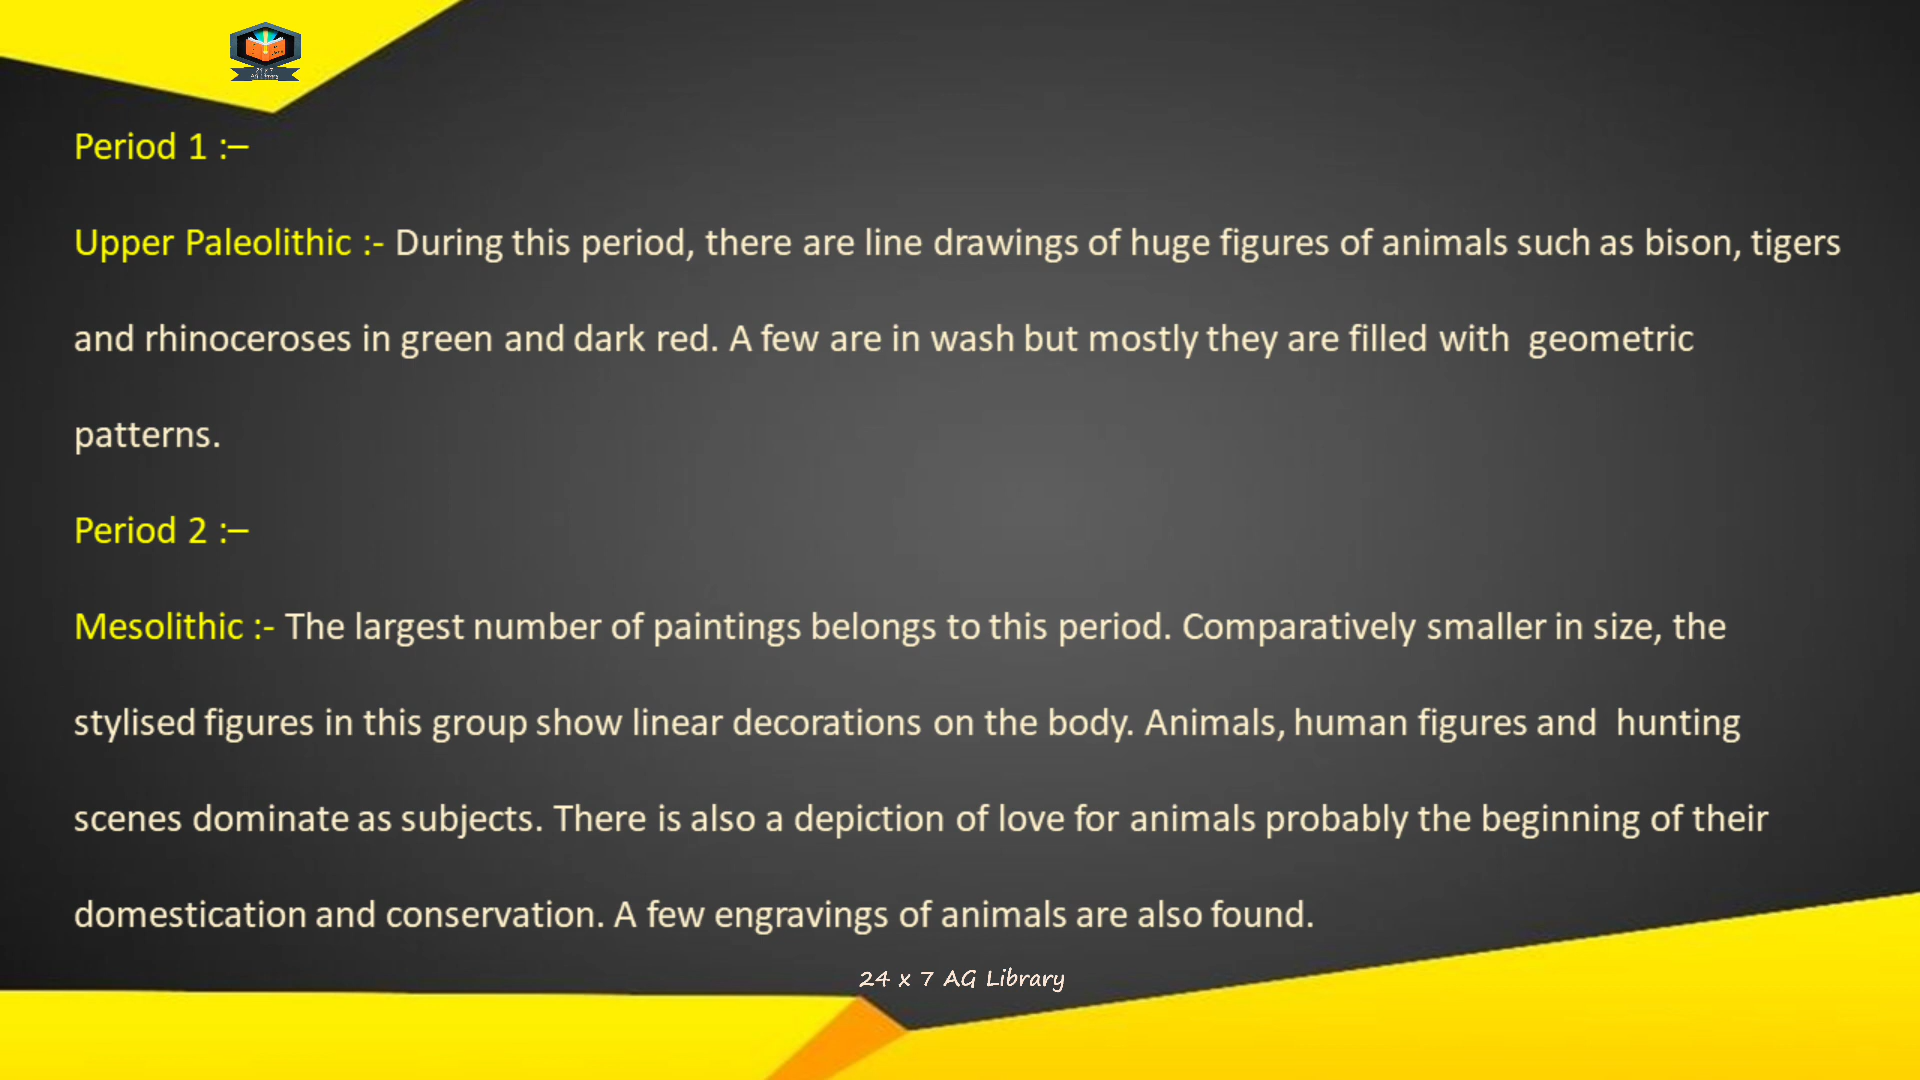 24 x 7
AG Library
Period 1 :–
Upper Paleolithic :- During this period, there are line drawings of huge figures of animals such as bison, tigers
and rhinoceroses in green and dark red. A few are in wash but mostly they are filled with  geometric
patterns.
Period 2 :–
Mesolithic :- The largest number of paintings belongs to this period. Comparatively smaller in size, the
stylised figures in this group show linear decorations on the body. Animals, human figures and  hunting
scenes dominate as subjects. There is also a depiction of love for animals probably the beginning of their
domestication and conservation. A few engravings of animals are also found.
24 x 7 AG Library